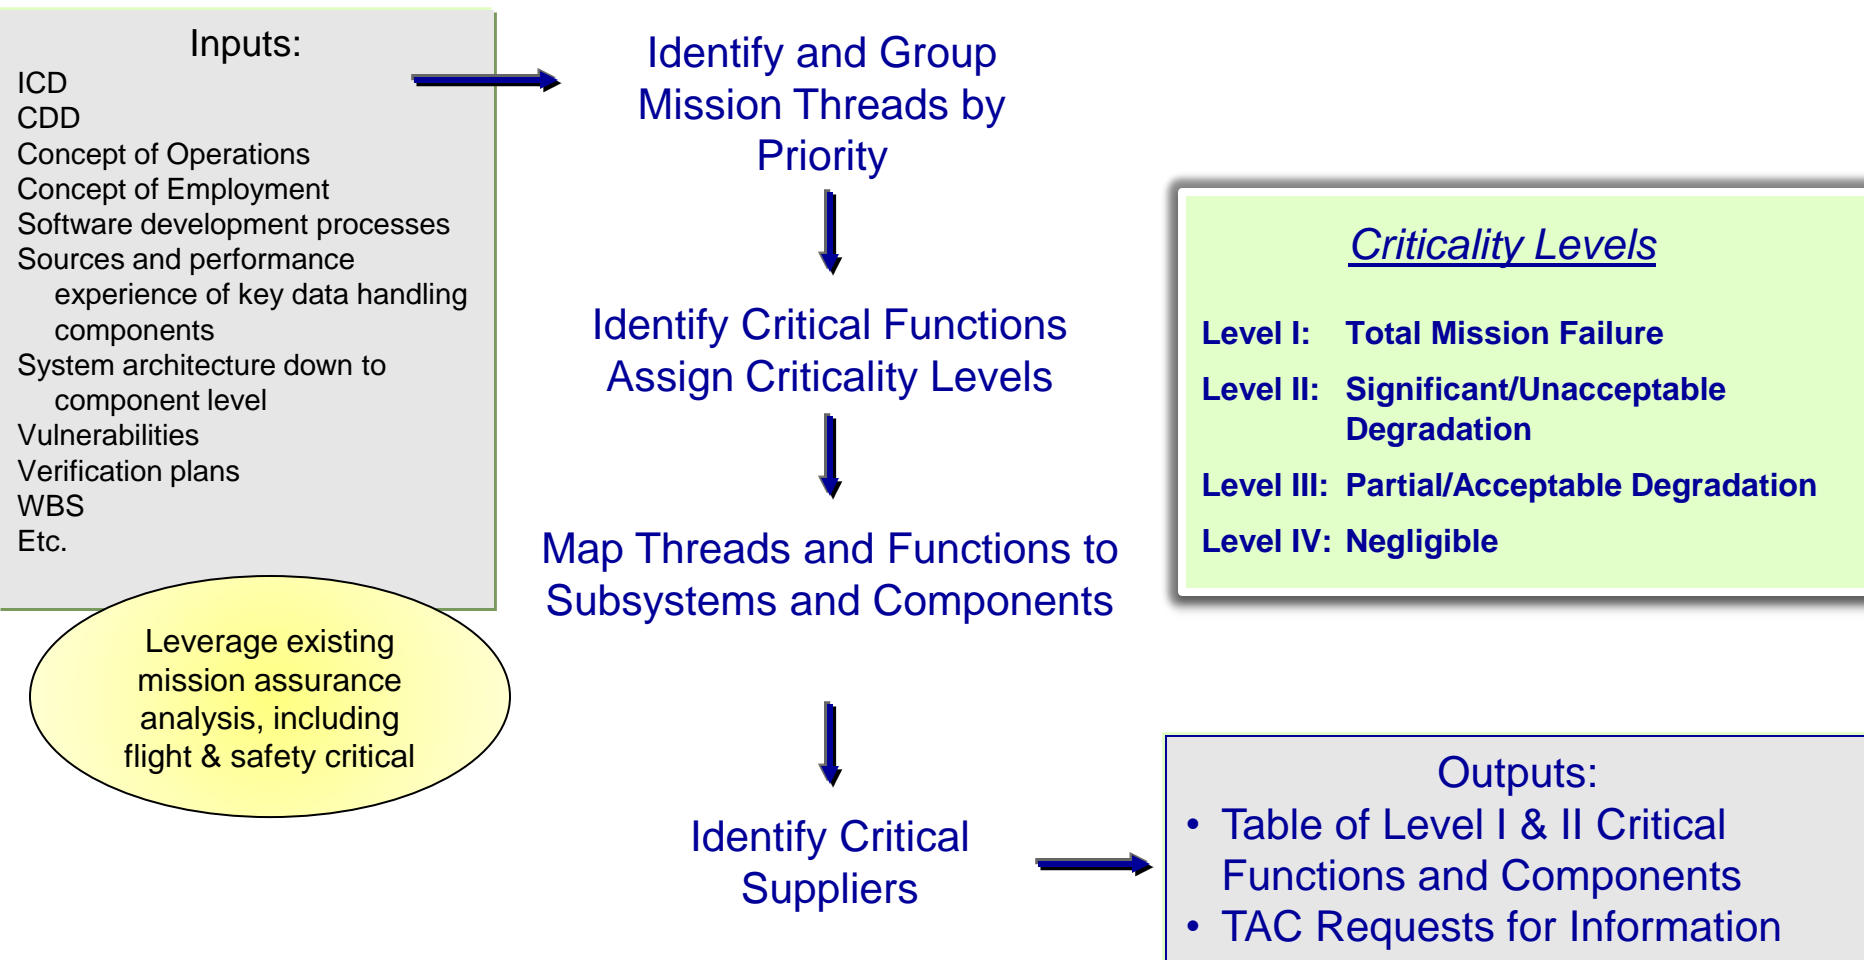 Inputs:
ICD
CDD
Concept of Operations
Concept of Employment
Software development processes
Sources and performance
experience of key data handling
components
System architecture down to
component level
Vulnerabilities
Verification plans
WBS
Etc.
Leverage existing
mission assurance
analysis, including
flight & safety critical
Identify and Group
Mission Threads by
Priority
Identify Critical Functions
Assign Criticality Levels
Map Threads and Functions to
Subsystems and Components
Identify Critical
Suppliers
Criticality Levels
Level I: Total Mission Failure
Level II: Significant/Unacceptable
Degradation
Level III: Partial/Acceptable Degradation
Level IV: Negligible
Outputs:
• Table of Level I & II Critical
Functions and Components
• TAC Requests for Information